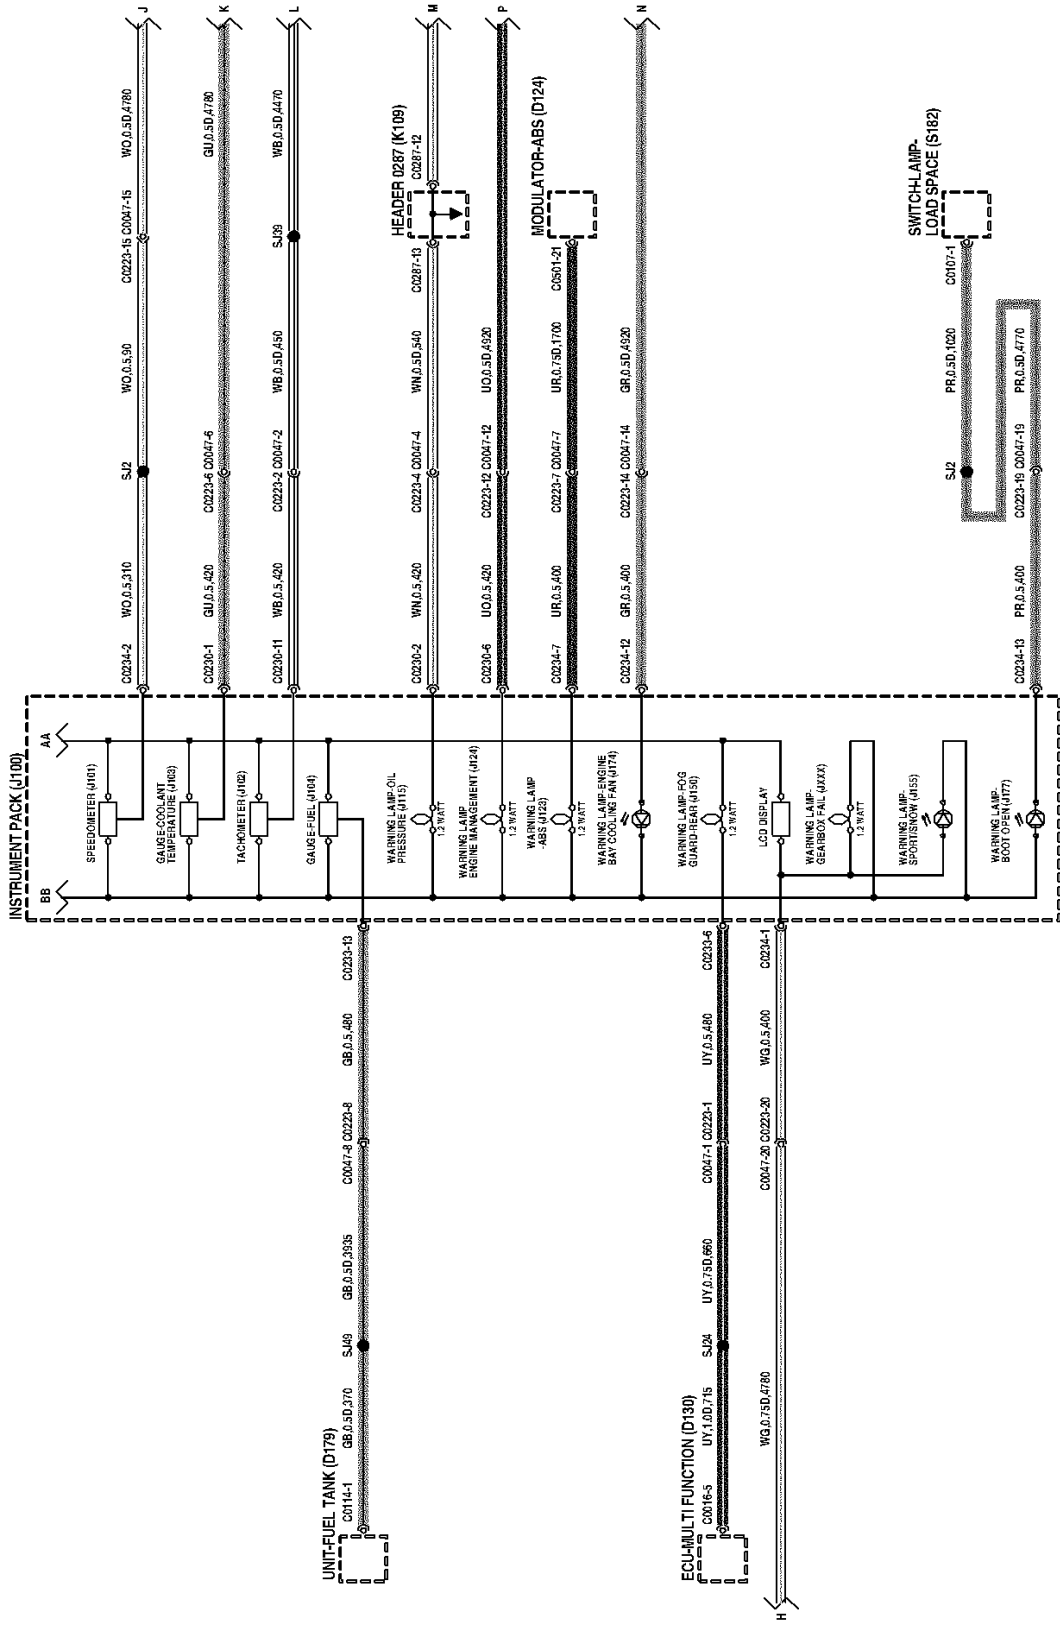 INSTRUMENT PACK (J100)
AA
BB
SPEEDOMETER (J101)
GAUGE-COOLANT
TEMPERATURE (J103)
TACHOMETER (J102)
GAUGE-FUEL (J104)
WARNING LAMP-OIL
PRESSURE (J115)
1.2 WATT
WARNING LAMP
ENGINE MANAGEMENT (J124)
1.2 WATT
WARNING LAMP
-ABS (J123)
1.2 WATT
WARNING LAMP-ENGINE
BAY COOLING FAN (J174)
WARNING LAMP-FOG
GUARD-REAR (J150)
1.2 WATT
LCD DISPLAY
WARNING LAMP-
GEARBOX FAIL (JXXX)
1.2 WATT
WARNING LAMP-
SPORT/SNOW (J155)
WARNING LAMP-
BOOT OPEN (J177)
C0234-2
WO,0.5,310
SJ2
WO,0.5,90
C0223-15 C0047-15
WO,0.5D,4780
J
C0230-1
GU,0.5,420
C0223-6 C0047-6
GU,0.5D,4780
K
C0230-11
WB,0.5,420
C0223-2 C0047-2
WB,0.5D,450
SJ39
WB,0.5D,4470
L
C0230-2
WN,0.5,420
C0223-4 C0047-4
WN,0.5D,540
C0287-13
HEADER 0287 (K109)
C0287-12
M
C0230-6
UO,0.5,420
C0223-12 C0047-12
UO,0.5D,4920
P
C0234-7
UR,0.5,400
C0223-7 C0047-7
UR,0.75D,1700
C0501-21
MODULATOR-ABS (D124)
C0234-12
GR,0.5,400
C0223-14 C0047-14
GR,0.5D,4920
N
C0234-13
PR,0.5,400
C0223-19 C0047-19
PR,0.5D,4770
SJ2
PR,0.5D,1020
C0107-1
SWITCH-LAMP-
LOAD SPACE (S182)
UNIT-FUEL TANK (D179)
C0114-1
GB,0.5D,370
SJ49
GB,0.5D,3935
C0047-8 C0223-8
GB,0.5,480
C0233-13
ECU-MULTI FUNCTION (D130)
C0016-5
UY,1.0D,715
SJ24
UY,0.75D,660
C0047-1 C0223-1
UY,0.5,480
C0233-6
H
WG,0.75D,4780
C0047-20 C0223-20
WG,0.5,400
C0234-1